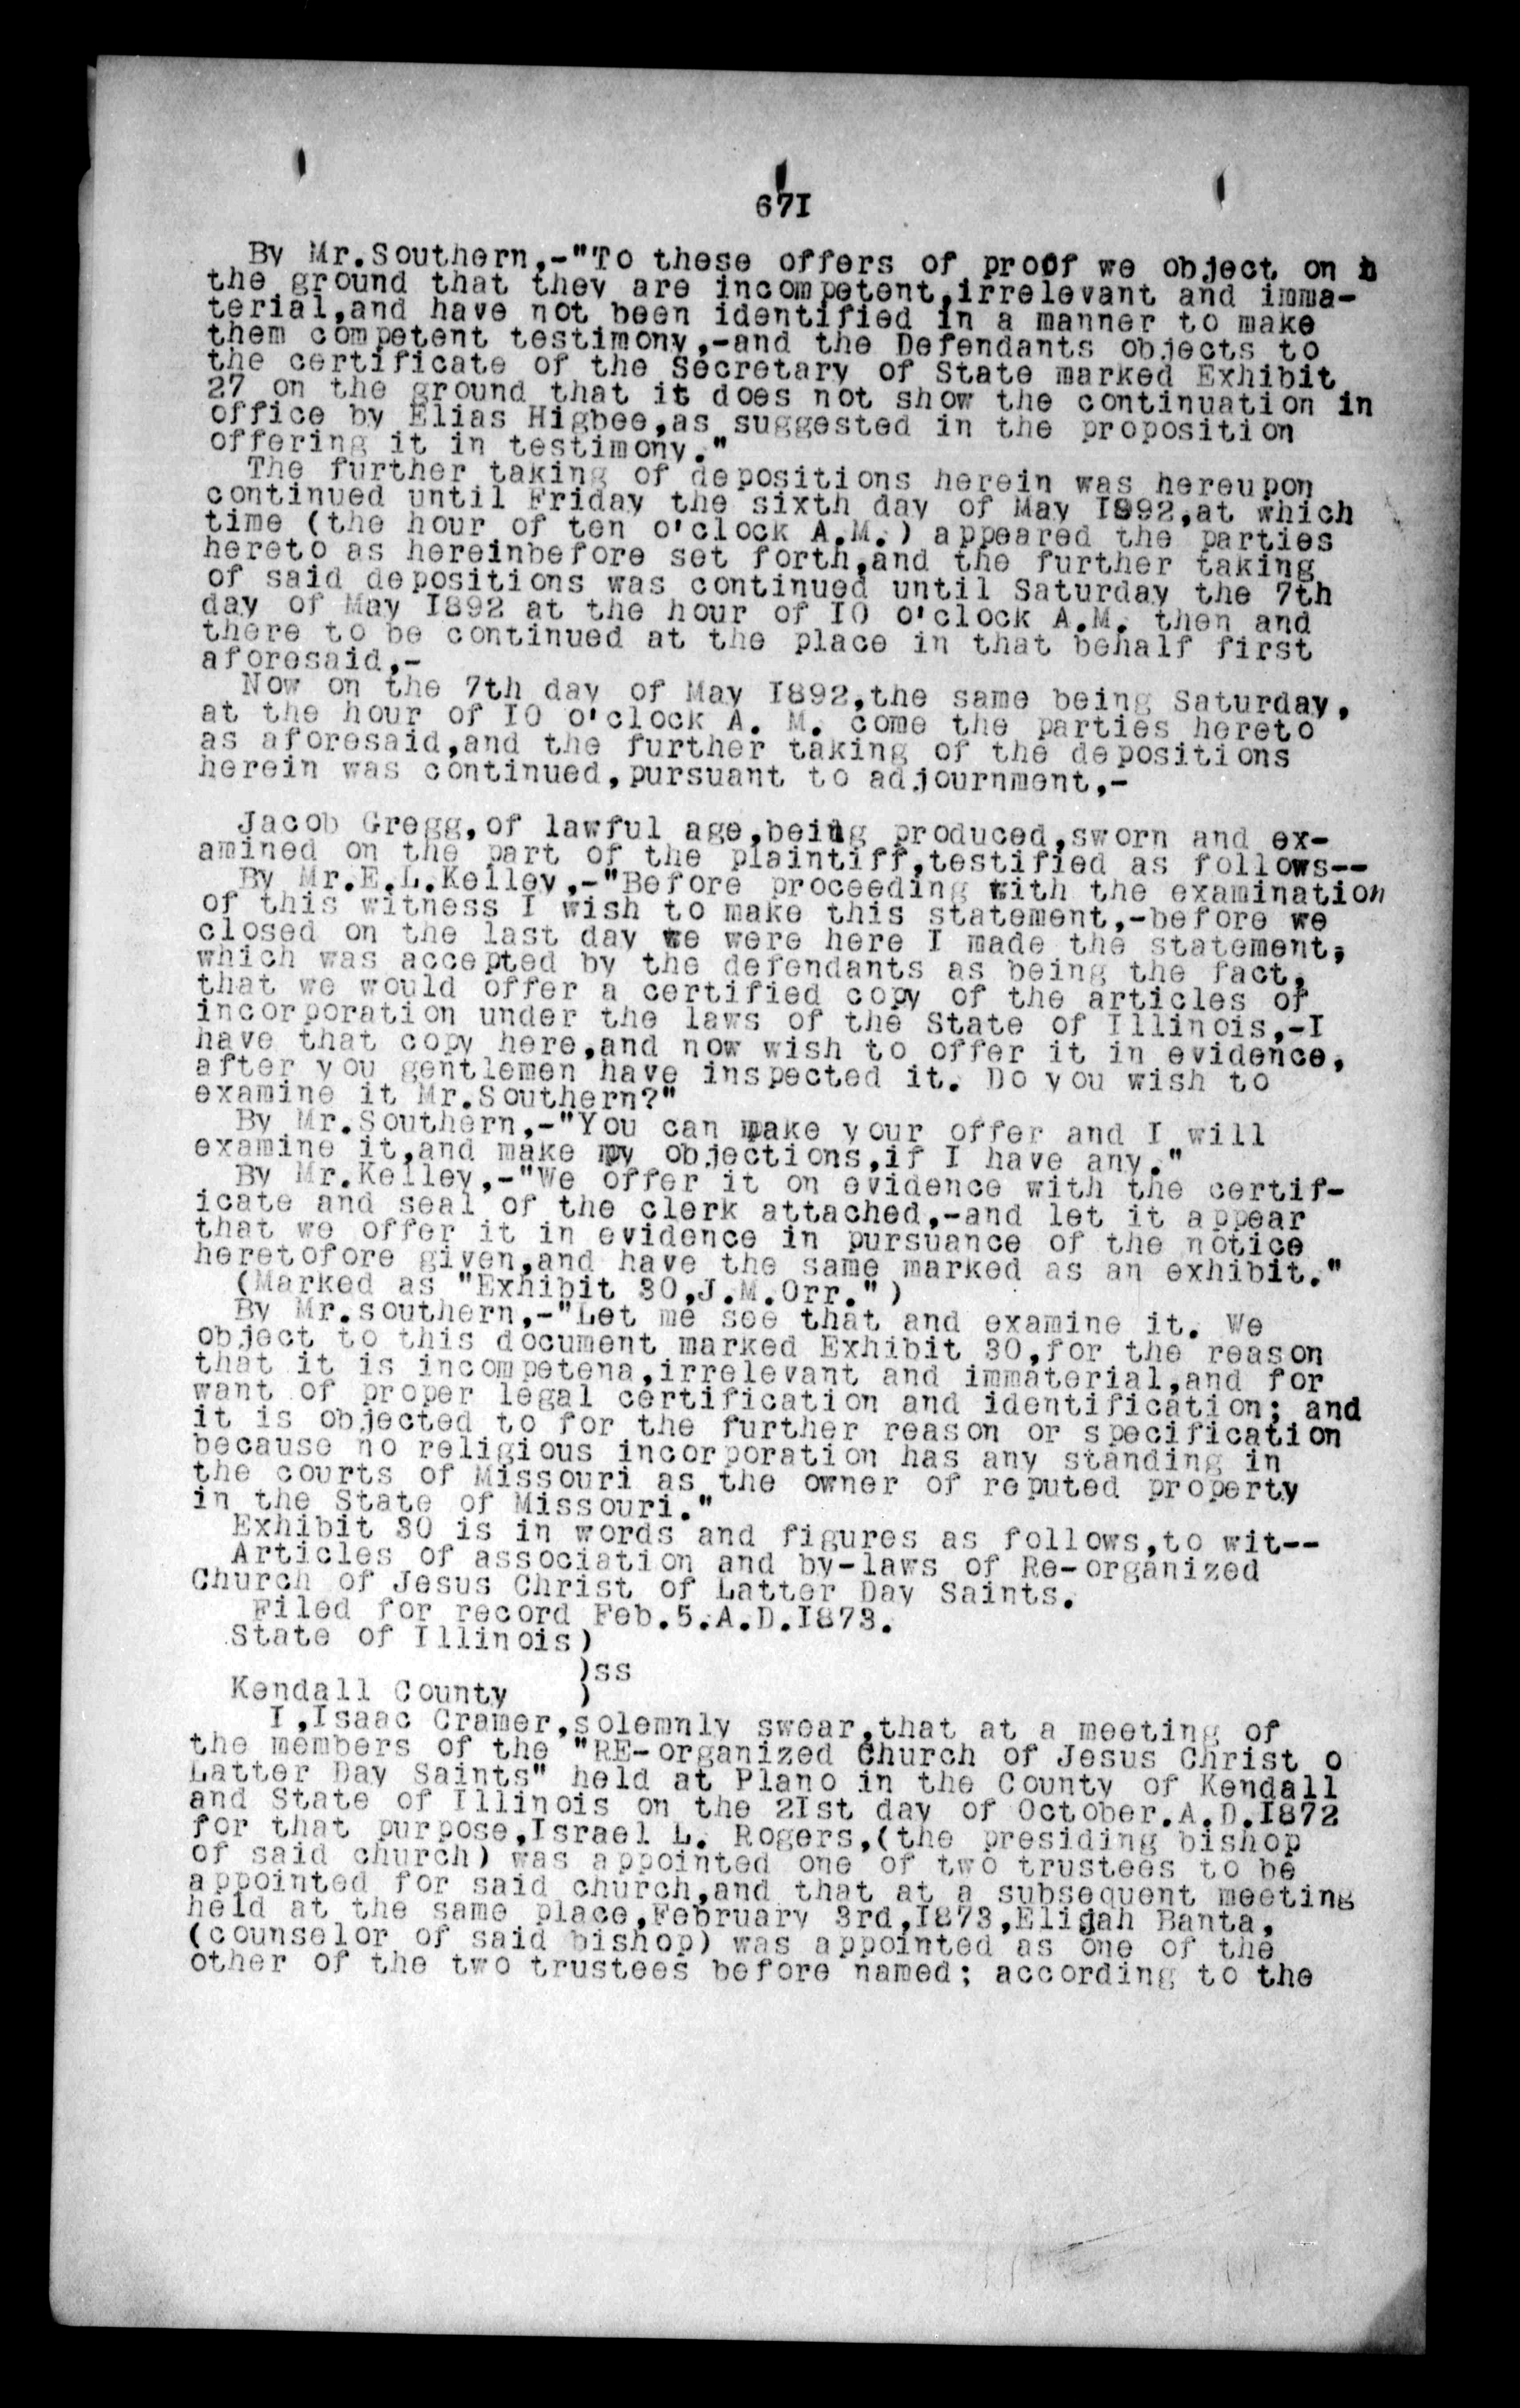 671
By Mr.Southern,-"To these offers of proof we object on
the ground that they are incompetent,irrelevant and imma-
terial,and have not been identified in a manner to make
them competent testimony,-and the Defendants objects to
the certificate of the Secretary of State marked Exhibit
27 on the ground that it does not show the continuation in
office by Elias Higbee,as suggested in the proposition
offering it in testimony."
The further taking of depositions herein was hereupon
continued until Friday the sixth day of May I892,at which
time (the hour of ten o'clock A.M.) appeared the parties
hereto as hereinbefore set forth,and the further taking
of said depositions was continued until Saturday the 7th
day of May I892 at the hour of IO o'clock A.M. then and
there to be continued at the place in that behalf first
aforesaid,-
Now on the 7th day of May I892,the same being Saturday,
at the hour of IO o'clock A. M. come the parties hereto
as aforesaid,and the further taking of the depositions
herein was continued,pursuant to adjournment,-
Jacob Gregg,of lawful age,being produced,sworn and ex-
amined on the part of the plaintiff,testified as follows--
By Mr.E.L.Kelley,-"Before proceeding with the examination
of this witness I wish to make this statement,-before we
closed on the last day we were here I made the statement,
which was accepted by the defendants as being the fact,
that we would offer a certified copy of the articles of
incorporation under the laws of the State of Illinois,-I
have that copy here,and now wish to offer it in evidence,
after you gentlemen have inspected it. Do you wish to
examine it Mr.Southern?"
By Mr.Southern,-"You can make your offer and I will
examine it,and make my objections,if I have any."
By Mr.Kelley,-"We offer it on evidence with the certif-
icate and seal of the clerk attached,-and let it appear
that we offer it in evidence in pursuance of the notice
heretofore given,and have the same marked as an exhibit."
(Marked as "Exhibit 30,J.M.Orr.")
By Mr.southern,-"Let me see that and examine it. We
object to this document marked Exhibit 30,for the reason
that it is incompetena,irrelevant and immaterial,and for
want of proper legal certification and identification; and
it is objected to for the further reason or specification
because no religious incorporation has any standing in
the courts of Missouri as the owner of reputed property
in the State of Missouri."
Exhibit 30 is in words and figures as follows,to wit--
Articles of association and by-laws of Re-organized
Church of Jesus Christ of Latter Day Saints.
Filed for record Feb.5.A.D.I873.
State of Illinois)
)ss
Kendall County )
I,Isaac Cramer,solemnly swear,that at a meeting of
the members of the "RE-organized Church of Jesus Christ o
Latter Day Saints" held at Plano in the County of Kendall
and State of Illinois on the 2Ist day of October.A.D.I872
for that purpose,Israel L. Rogers,(the presiding bishop
of said church) was appointed one of two trustees to be
appointed for said church,and that at a subsequent meeting
held at the same place,February 3rd,I873,Elijah Banta,
(counselor of said bishop) was appointed as one of the
other of the two trustees before named; according to the